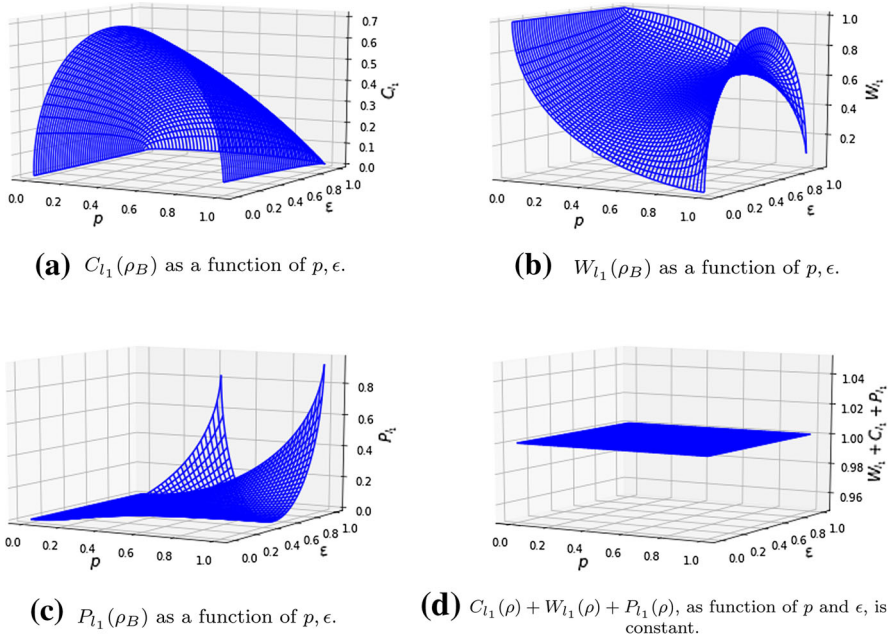 0.7
0.6
0.5
0.4
0.3
0.2
0.1
0.0
C_{l_1}
0.0 0.2 0.4 0.6 0.8 1.0
p
0.0 0.2 0.4 0.6 0.8 1.0
ε
(a) C_{l_1}(ρ_B) as a function of p, ϵ.
1.0
0.8
0.6
0.4
0.2
W_{l_1}
0.0 0.2 0.4 0.6 0.8 1.0
p
0.0 0.2 0.4 0.6 0.8 1.0
ε
(b) W_{l_1}(ρ_B) as a function of p, ϵ.
0.8
0.6
0.4
0.2
0.0
P_{l_1}
0.0 0.2 0.4 0.6 0.8 1.0
p
0.0 0.2 0.4 0.6 0.8 1.0
ε
(c) P_{l_1}(ρ_B) as a function of p, ϵ.
1.04
1.02
1.00
0.98
0.96
W_{l_1} + C_{l_1} + P_{l_1}
0.0 0.2 0.4 0.6 0.8 1.0
p
0.0 0.2 0.4 0.6 0.8 1.0
ε
(d) C_{l_1}(ρ) + W_{l_1}(ρ) + P_{l_1}(ρ), as function of p and ϵ, is
constant.